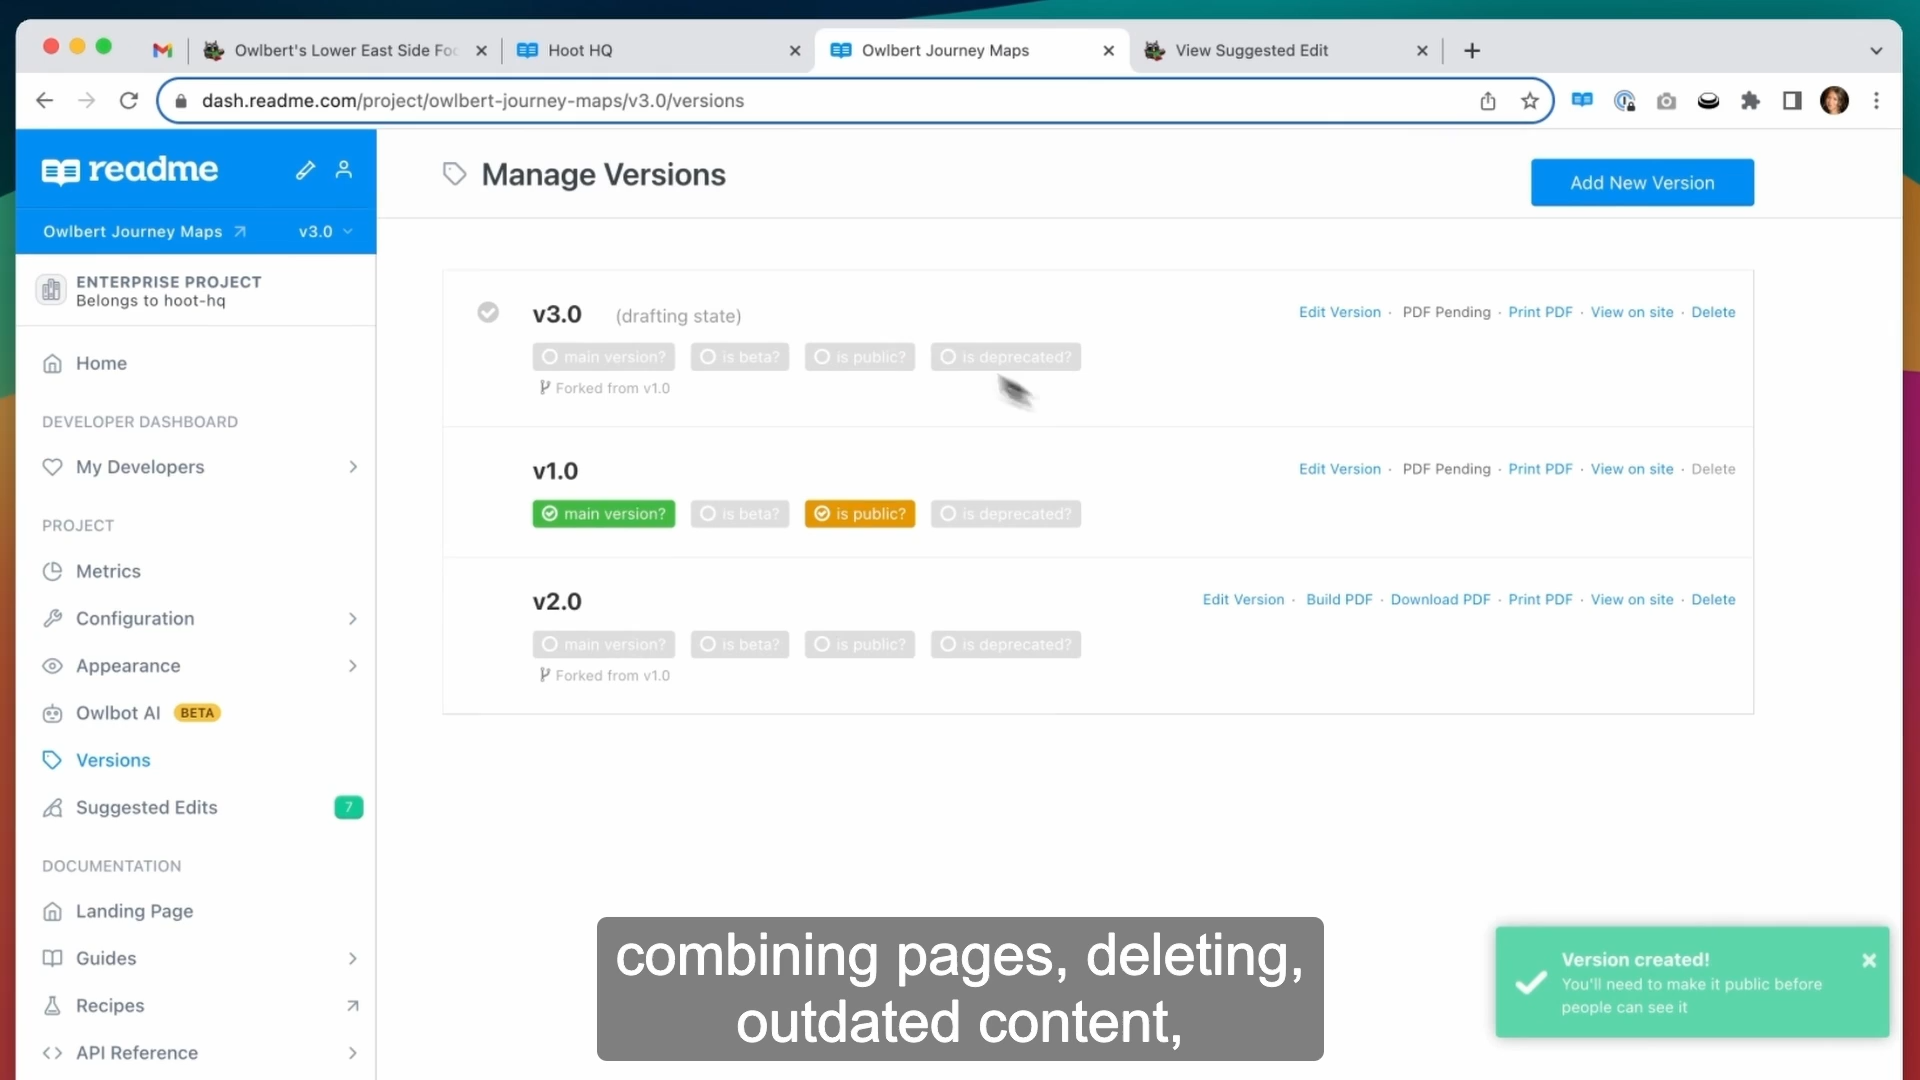 Owlbert's Lower East Side Foo
Hoot HQ
Owlbert Journey Maps
View Suggested Edit
dash.readme.com/project/owlbert-journey-maps/v3.0/versions
readme
Owlbert Journey Maps
v3.0
ENTERPRISE PROJECT
Belongs to hoot-hq
Home
DEVELOPER DASHBOARD
My Developers
PROJECT
Metrics
Configuration
Appearance
Owlbot AI BETA
Versions
Suggested Edits 7
DOCUMENTATION
Landing Page
Guides
Recipes
API Reference
Manage Versions
Add New Version
v3.0 (drafting state)
Edit Version · PDF Pending · Print PDF · View on site · Delete
main version? is beta? is public? is deprecated?
Forked from v1.0
v1.0
Edit Version · PDF Pending · Print PDF · View on site · Delete
main version? is beta? is public? is deprecated?
v2.0
Edit Version · Build PDF · Download PDF · Print PDF · View on site · Delete
main version? is beta? is public? is deprecated?
Forked from v1.0
combining pages, deleting,
outdated content,
Version created!
You'll need to make it public before
people can see it